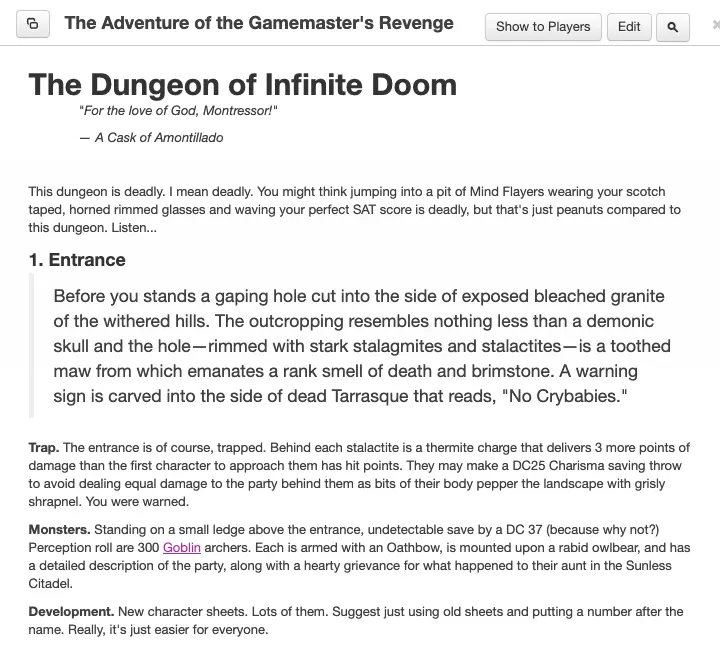 The Adventure of the Gamemaster's Revenge
Show to Players
Edit
The Dungeon of Infinite Doom
"For the love of God, Montressor!"
— A Cask of Amontillado
This dungeon is deadly. I mean deadly. You might think jumping into a pit of Mind Flayers wearing your scotch
taped, horned rimmed glasses and waving your perfect SAT score is deadly, but that's just peanuts compared to
this dungeon. Listen...
1. Entrance
Before you stands a gaping hole cut into the side of exposed bleached granite
of the withered hills. The outcropping resembles nothing less than a demonic
skull and the hole—rimmed with stark stalagmites and stalactites—is a toothed
maw from which emanates a rank smell of death and brimstone. A warning
sign is carved into the side of dead Tarrasque that reads, "No Crybabies."
Trap. The entrance is of course, trapped. Behind each stalactite is a thermite charge that delivers 3 more points of
damage than the first character to approach them has hit points. They may make a DC25 Charisma saving throw
to avoid dealing equal damage to the party behind them as bits of their body pepper the landscape with grisly
shrapnel. You were warned.
Monsters. Standing on a small ledge above the entrance, undetectable save by a DC 37 (because why not?)
Perception roll are 300 Goblin archers. Each is armed with an Oathbow, is mounted upon a rabid owlbear, and has
a detailed description of the party, along with a hearty grievance for what happened to their aunt in the Sunless
Citadel.
Development. New character sheets. Lots of them. Suggest just using old sheets and putting a number after the
name. Really, it's just easier for everyone.